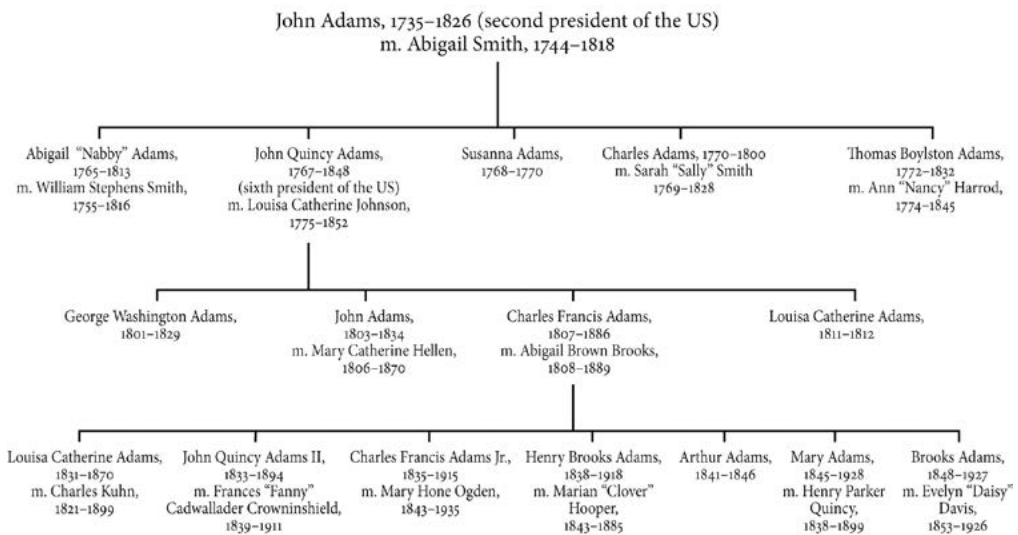 John Adams, 1735–1826 (second president of the US)
m. Abigail Smith, 1744–1818
Abigail “Nabby” Adams,
1765–1813
m. William Stephens Smith,
1755–1816
John Quincy Adams,
1767–1848
(sixth president of the US)
m. Louisa Catherine Johnson,
1775–1852
Susanna Adams,
1768–1770
Charles Adams, 1770–1800
m. Sarah “Sally” Smith
1769–1828
Thomas Boylston Adams,
1772–1832
m. Ann “Nancy” Harrod,
1774–1845
George Washington Adams,
1801–1829
John Adams,
1803–1834
m. Mary Catherine Hellen,
1806–1870
Charles Francis Adams,
1807–1886
m. Abigail Brown Brooks,
1808–1889
Louisa Catherine Adams,
1811–1812
Louisa Catherine Adams,
1831–1870
m. Charles Kuhn,
1821–1899
John Quincy Adams II,
1833–1894
m. Frances “Fanny”
Cadwallader Crowninshield,
1839–1911
Charles Francis Adams Jr.,
1835–1915
m. Mary Hone Ogden,
1843–1935
Henry Brooks Adams,
1838–1918
m. Marian “Clover”
Hooper,
1843–1885
Arthur Adams,
1841–1846
Mary Adams,
1845–1928
m. Henry Parker
Quincy,
1838–1899
Brooks Adams,
1848–1927
m. Evelyn “Daisy”
Davis,
1853–1926